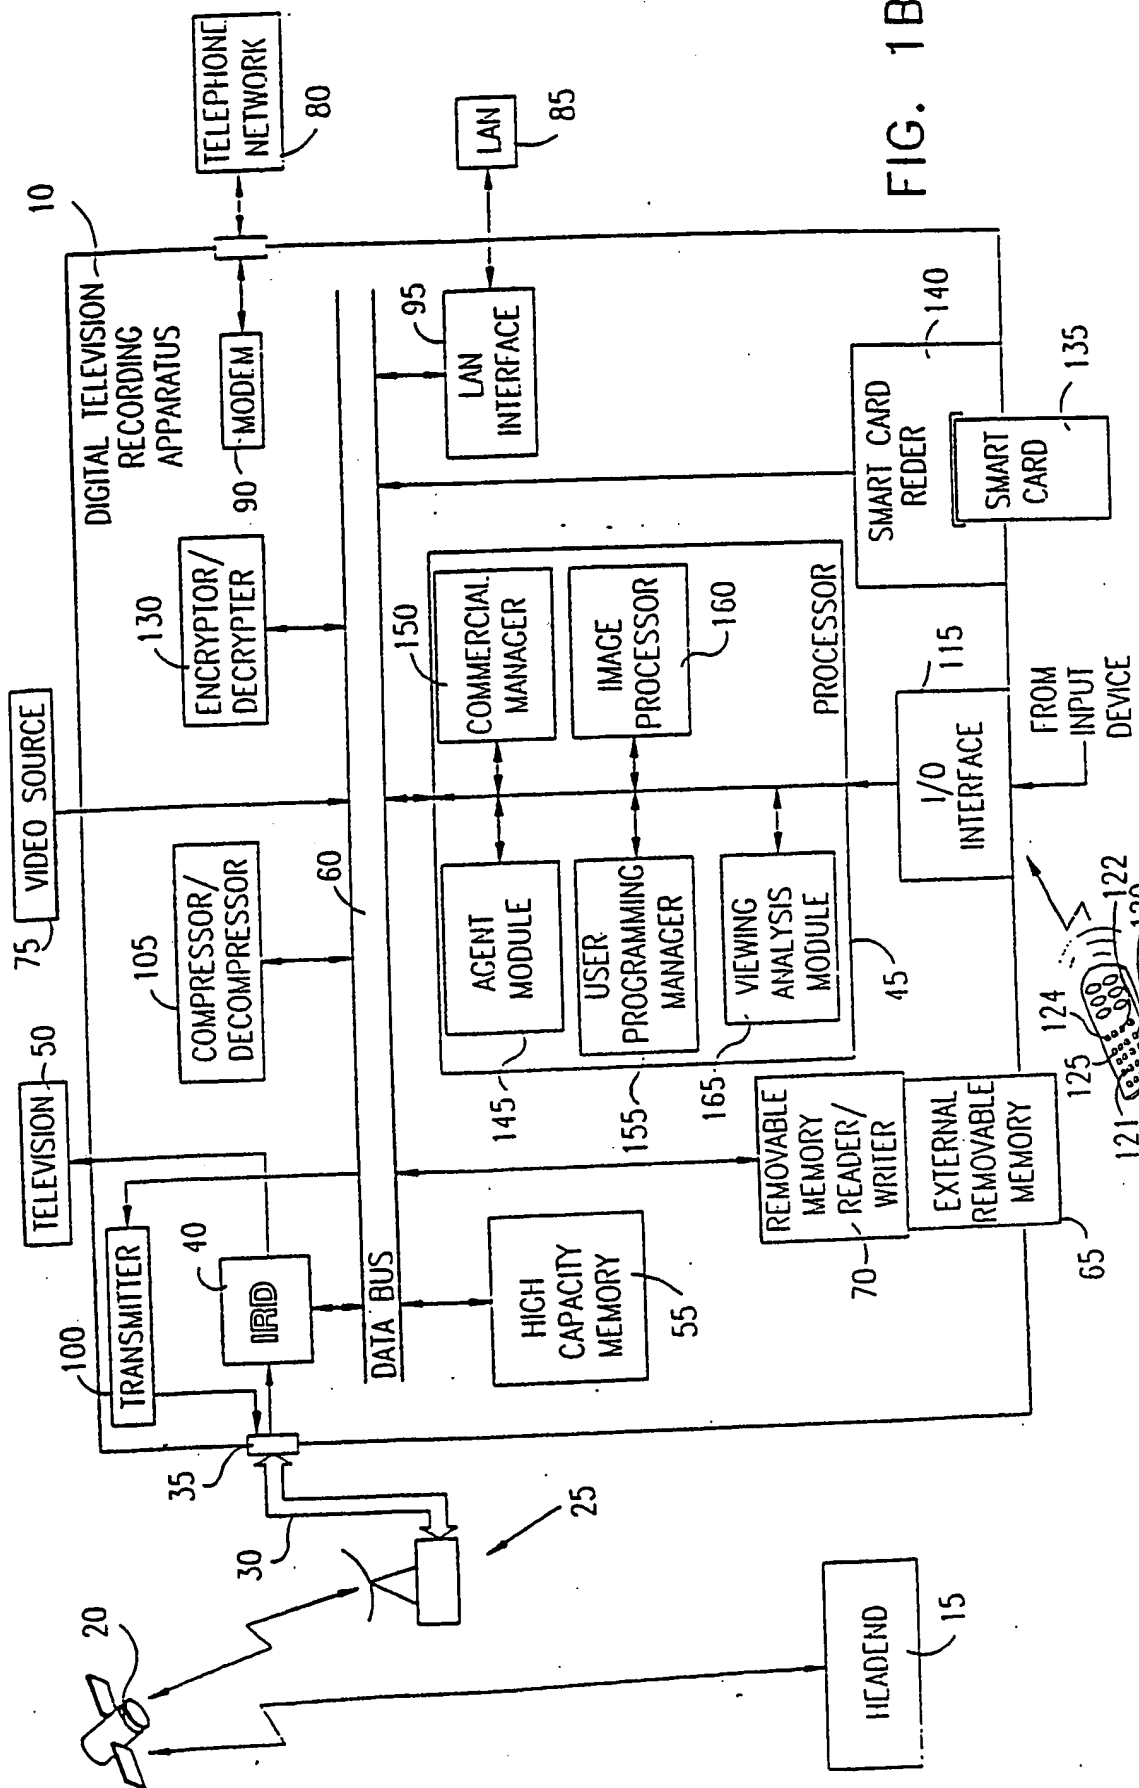 75
VIDEO SOURCE
TELEVISION
50
DIGITAL TELEVISION
RECORDING
APPARATUS
10
100
TRANSMITTER
40
IRD
35
30
20
25
105
COMPRESSOR/
DECOMPRESSOR
130
ENCRYPTOR/
DECRYPTER
90
MODEM
TELEPHONE
NETWORK
80
DATA BUS
60
LAN
INTERFACE
95
LAN
85
HIGH
CAPACITY
MEMORY
55
145
AGENT
MODULE
150
COMMERCIAL
MANAGER
155
USER
PROGRAMMING
MANAGER
IMAGE
PROCESSOR
160
165
VIEWING
ANALYSIS
MODULE
PROCESSOR
45
REMOVABLE
MEMORY
READER/
WRITER
70
EXTERNAL
REMOVABLE
MEMORY
65
I/O
INTERFACE
115
FROM
INPUT
DEVICE
SMART CARD
REDER
140
SMART
CARD
135
121
125
124
122
HEADEND
15
FIG. 1B